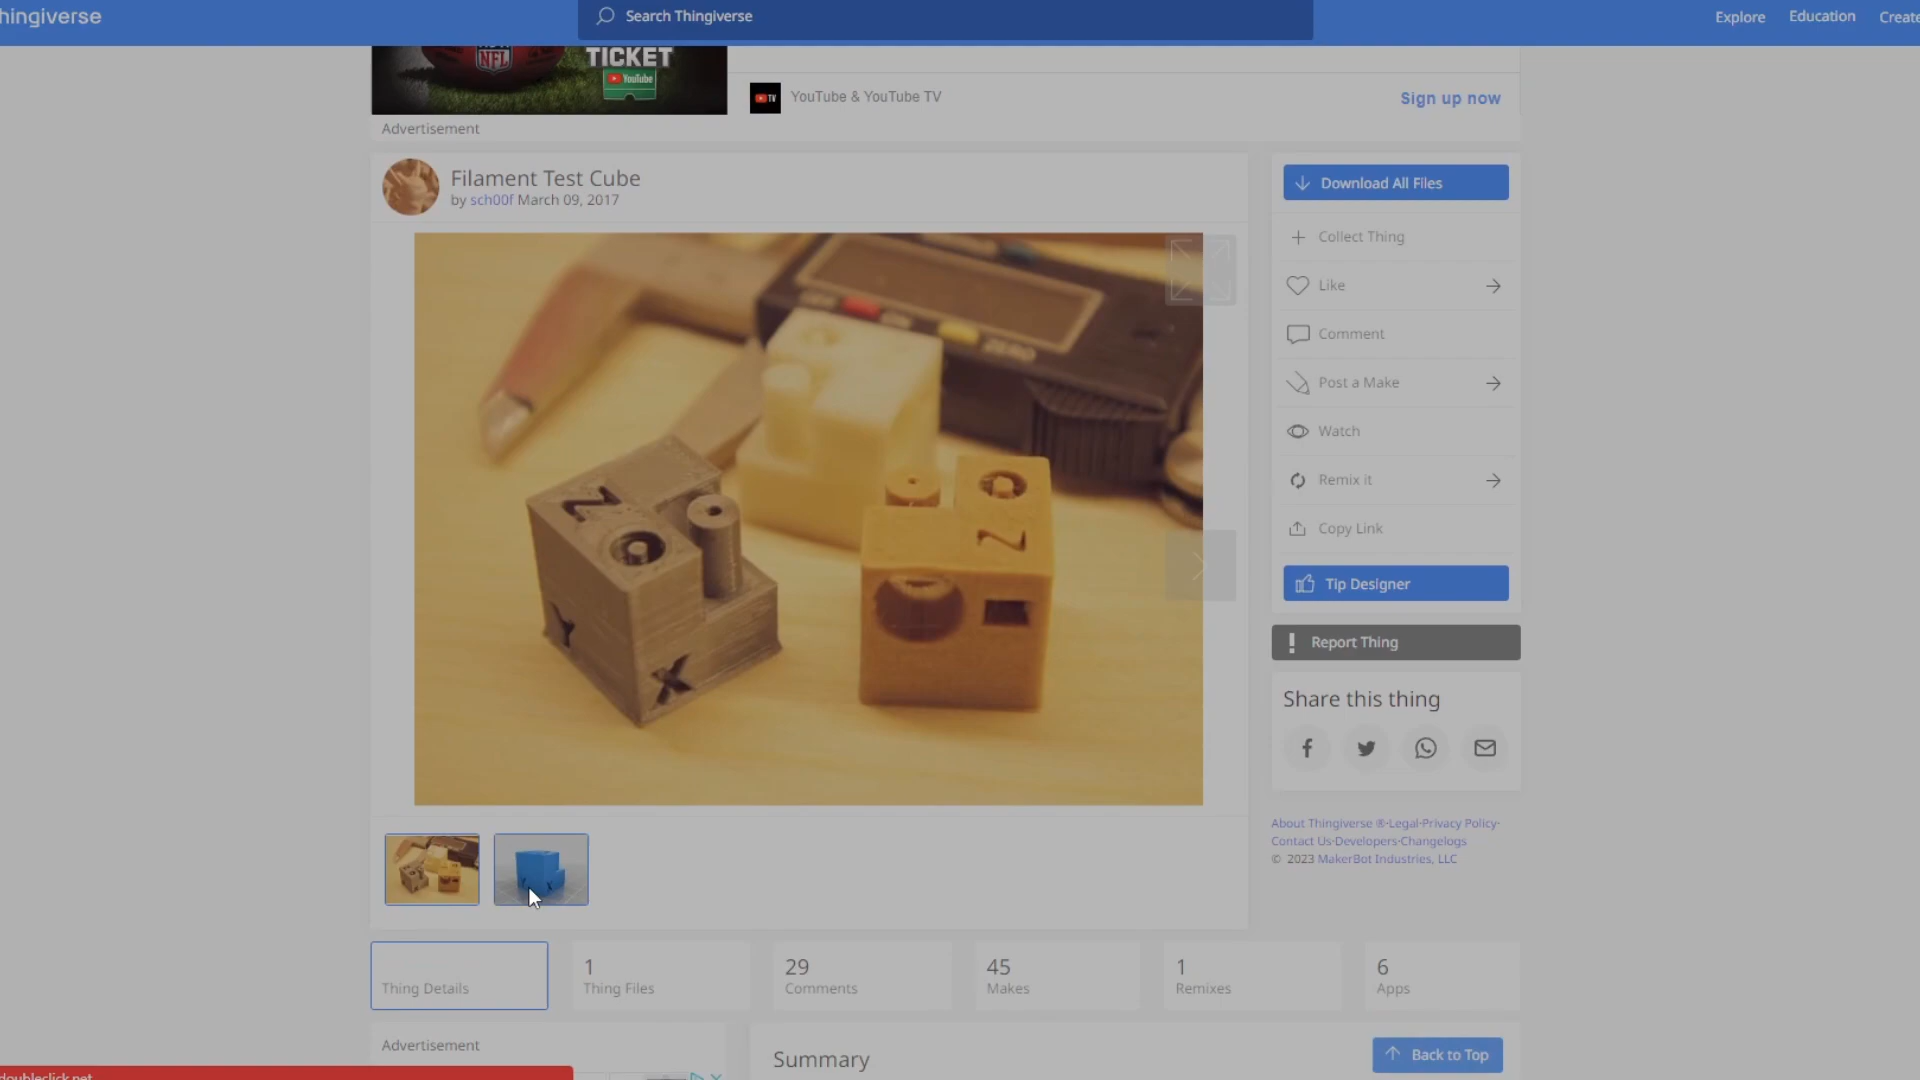 hingiverse
Search Thingiverse
Explore
Education
Create
NFL
TICKET
YouTube
TV
YouTube & YouTube TV
Sign up now
Advertisement
Filament Test Cube
by sch00f March 09, 2017
Download All Files
Collect Thing
Like
Comment
Post a Make
Watch
Remix it
Copy Link
Tip Designer
Report Thing
ZERO
Z
Y
X
Z
Share this thing
About Thingiverse ®·Legal·Privacy Policy·
Contact Us·Developers·Changelogs
© 2023 MakerBot Industries, LLC
Thing Details
1
Thing Files
29
Comments
45
Makes
1
Remixes
6
Apps
Advertisement
Summary
Back to Top
doubleclick.net